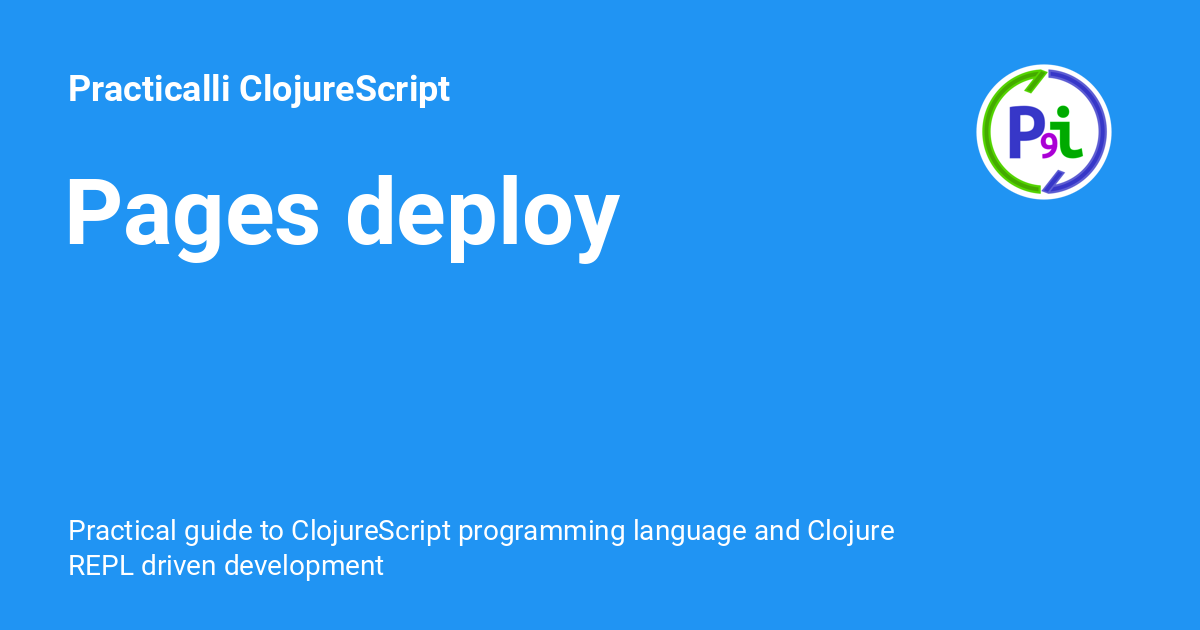 Practicalli ClojureScript
P9i
Pages deploy
Practical guide to ClojureScript programming language and Clojure
REPL driven development